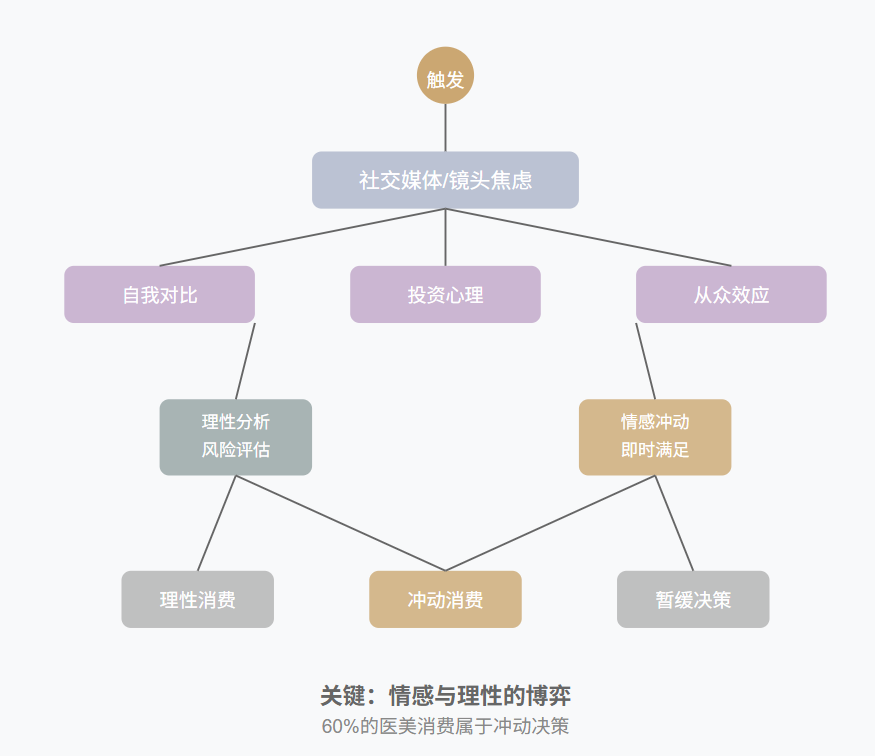 触发
社交媒体/镜头焦虑
自我对比
投资心理
从众效应
理性分析
风险评估
情感冲动
即时满足
理性消费
冲动消费
暂缓决策
关键：情感与理性的博弈
60%的医美消费属于冲动决策